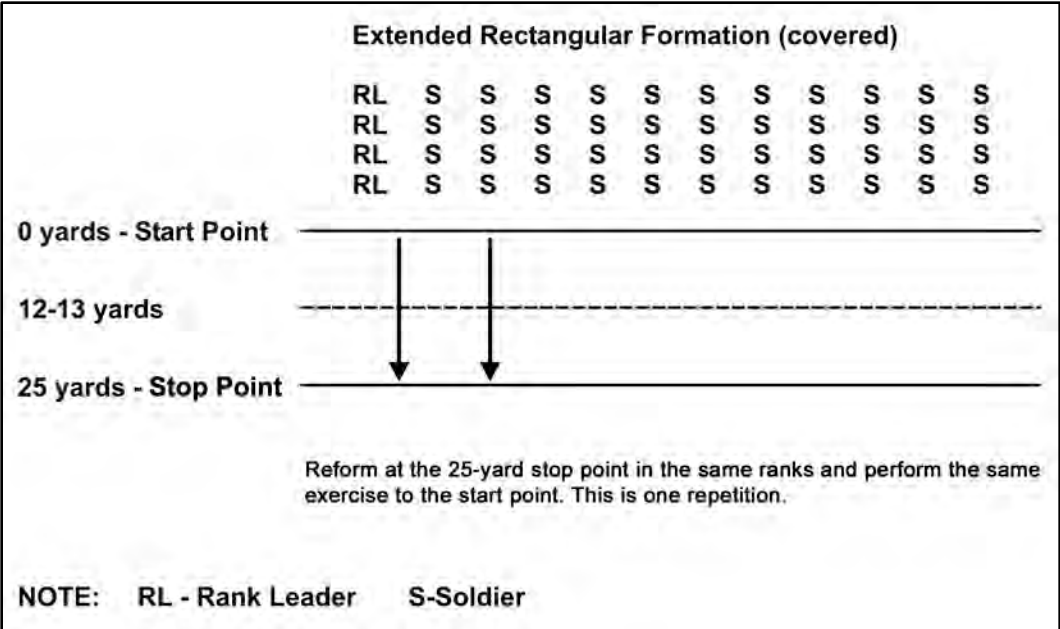 Extended Rectangular Formation (covered)
RL S S S S S S S S S S S
RL S S S S S S S S S S S
RL S S S S S S S S S S S
RL S S S S S S S S S S S
0 yards - Start Point
12-13 yards
25 yards - Stop Point
Reform at the 25-yard stop point in the same ranks and perform the same
exercise to the start point. This is one repetition.
NOTE: RL - Rank Leader S-Soldier